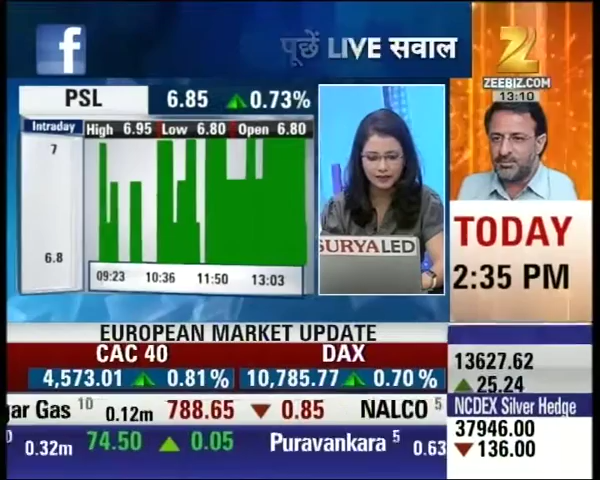 f
पूछें LIVE सवाल
Z
ZEEBIZ.COM
13:10
PSL 6.85 ▲ 0.73%
Intraday High 6.95 Low 6.80 Open 6.80
7
6.8
09:23 10:36 11:50 13:03
SURYA LED
TODAY
2:35 PM
EUROPEAN MARKET UPDATE
CAC 40 DAX
4,573.01 ▲ 0.81% 10,785.77 ▲ 0.70%
13627.62
▲ 25.24
NCDEX Silver Hedge
37946.00
▼ 136.00
ar Gas 10 0.12m 788.65 ▼ 0.85 NALCO 5
0.32m 74.50 ▲ 0.05 Puravankara 5 0.63